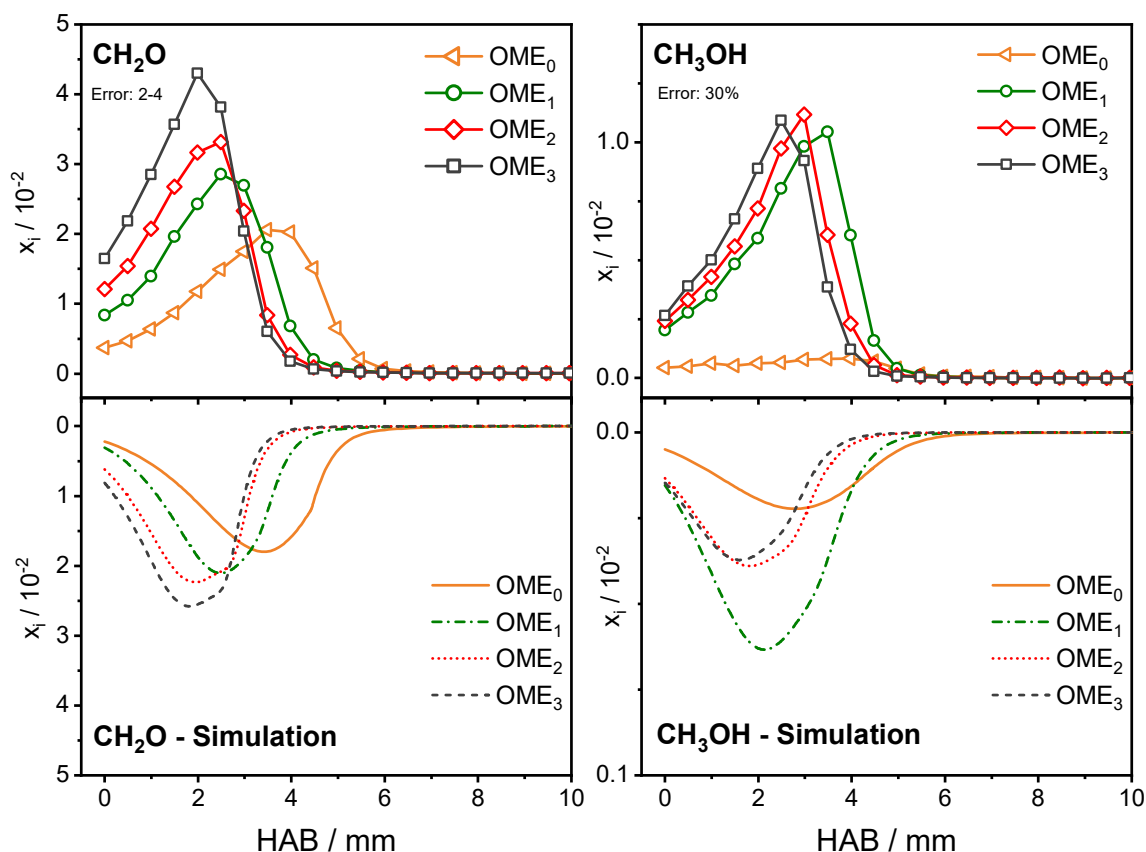 CH₂O
Error: 2-4
OME₀
OME₁
OME₂
OME₃
5
4
3
2
1
0
xᵢ / 10⁻²
CH₃OH
Error: 30%
OME₀
OME₁
OME₂
OME₃
1.0
0.0
xᵢ / 10⁻²
0
1
2
3
4
5
xᵢ / 10⁻²
OME₀
OME₁
OME₂
OME₃
CH₂O - Simulation
0 2 4 6 8 10
HAB / mm
0.0
0.1
xᵢ / 10⁻²
OME₀
OME₁
OME₂
OME₃
CH₃OH - Simulation
0 2 4 6 8 10
HAB / mm